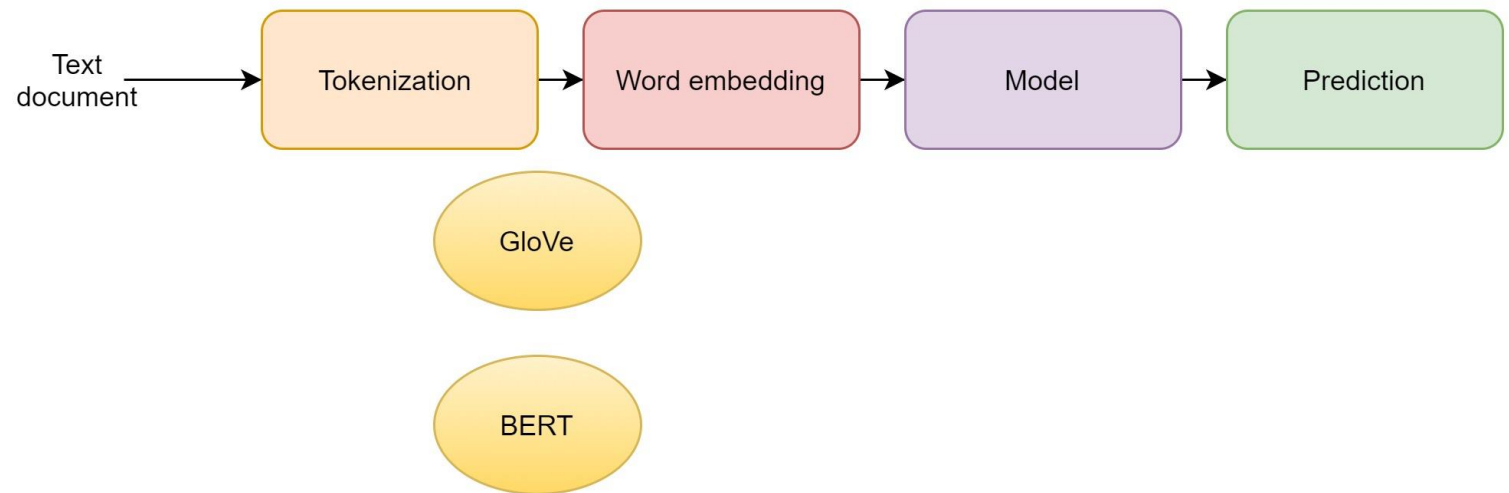 Text
document
Tokenization
Word embedding
Model
Prediction
GloVe
BERT